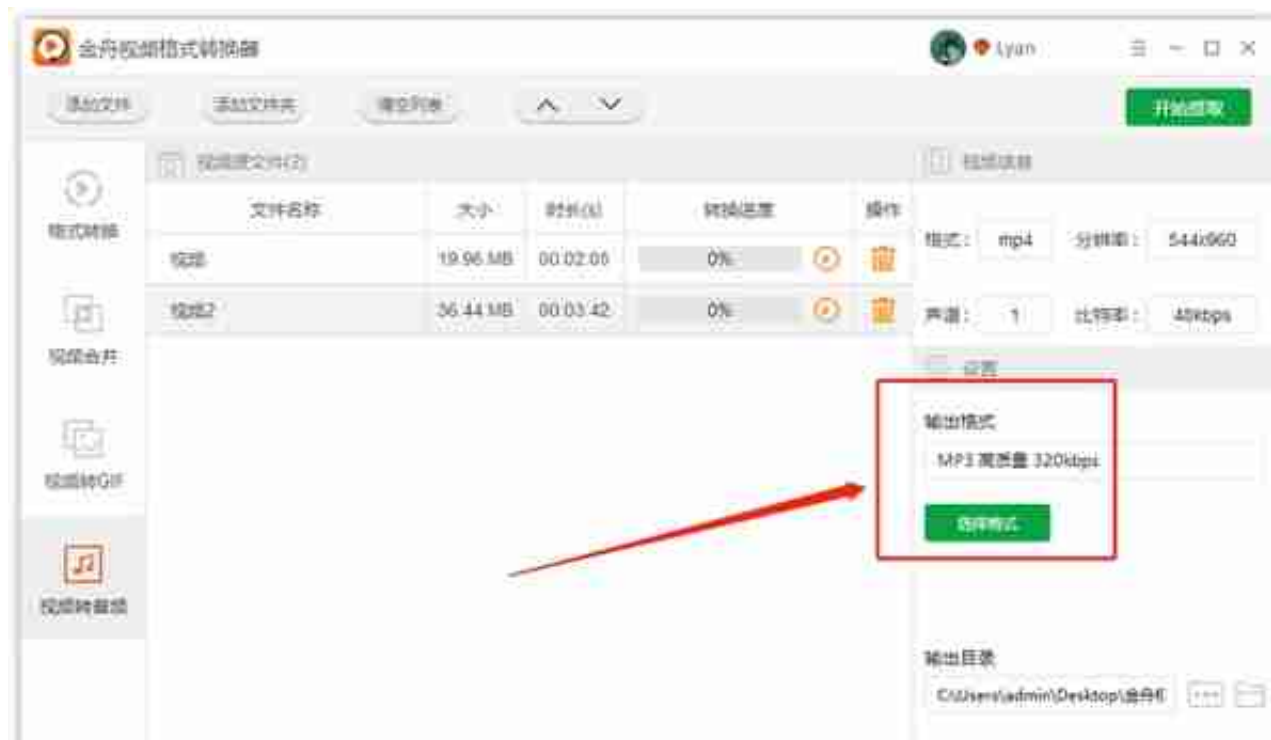 金舟视频格式转换器
Lyan
添加文件 添加文件夹 清空列表 开始提取
视频源文件(2) 视频信息
格式转换
文件名称 大小 时长(s) 转换进度 操作
格式: mp4 分辨率: 544x960
视频 19.96 MB 0%
视频2 36.44 MB 00:03:42 0%
声道: 1 比特率: 48kbps
视频合并
设置
输出格式
MP3 高质量 320kbps
视频转GIF
选择格式
视频转音频
输出目录
C:\Users\admin\Desktop\金舟